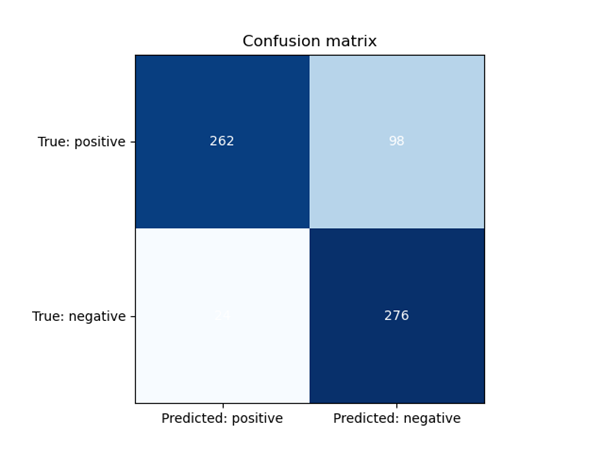 Confusion matrix
True: positive
262
98
True: negative
276
Predicted: positive
Predicted: negative